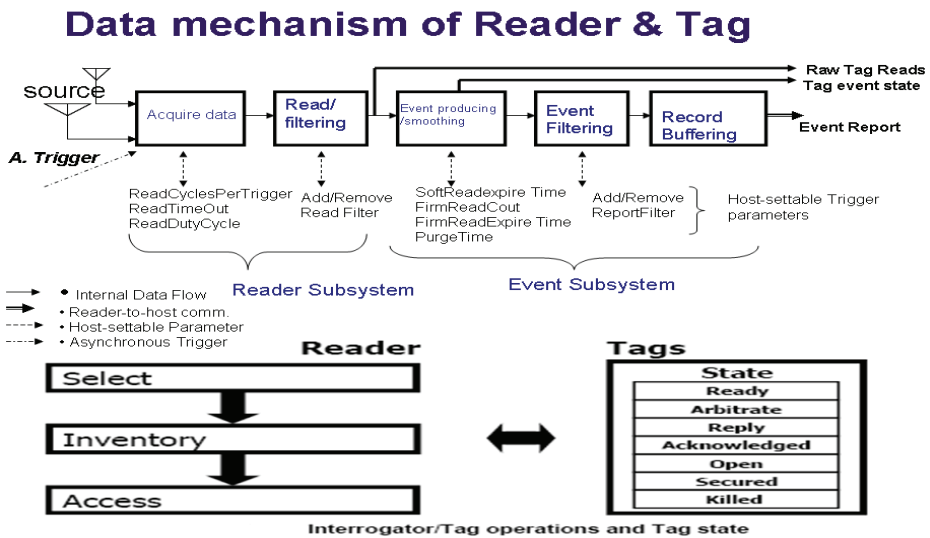 Data mechanism of Reader & Tag
source
A. Trigger
Acquire data
Read/
filtering
Event producing
/smoothing
Event
Filtering
Record
Buffering
Raw Tag Reads
Tag event state
Event Report
ReadCyclesPerTrigger
ReadTimeOut
ReadDutyCycle
Add/Remove
Read Filter
SoftReadexpire Time
FirmReadCout
FirmReadExpire Time
PurgeTime
Add/Remove
ReportFilter
Host-settable Trigger
parameters
Reader Subsystem
Event Subsystem
• Internal Data Flow
• Reader-to-host comm.
• Host-settable Parameter
• Asynchronous Trigger
Reader
Select
Inventory
Access
Tags
State
Ready
Arbitrate
Reply
Acknowledged
Open
Secured
Killed
Interrogator/Tag operations and Tag state